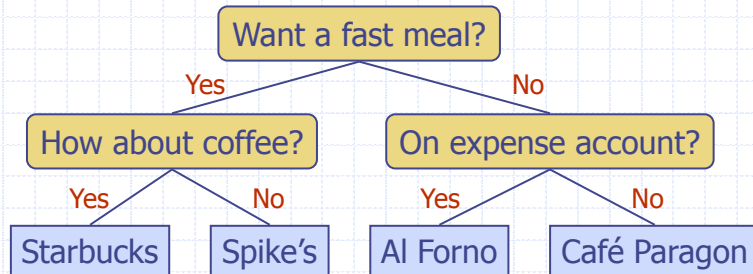 Want a fast meal?
Yes No
How about coffee? On expense account?
Yes No Yes No
Starbucks Spike’s Al Forno Café Paragon